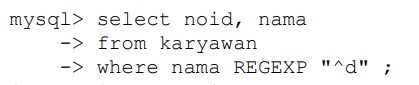 mysql> select noid, nama
    -> from karyawan
    -> where nama REGEXP "^d" ;